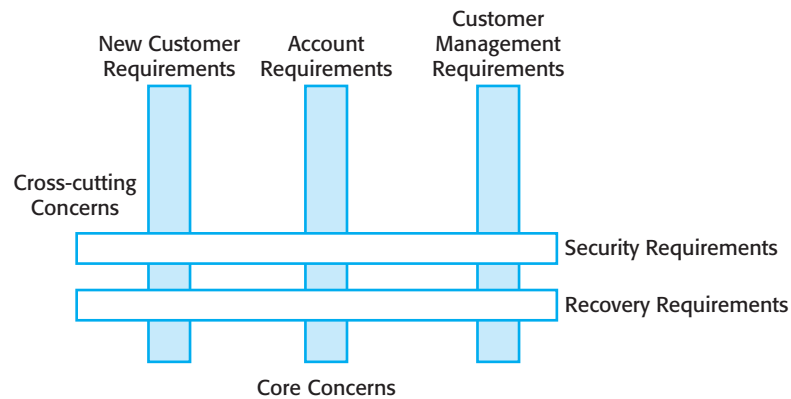 New Customer
Requirements
Account
Requirements
Customer
Management
Requirements
Cross-cutting
Concerns
Security Requirements
Recovery Requirements
Core Concerns